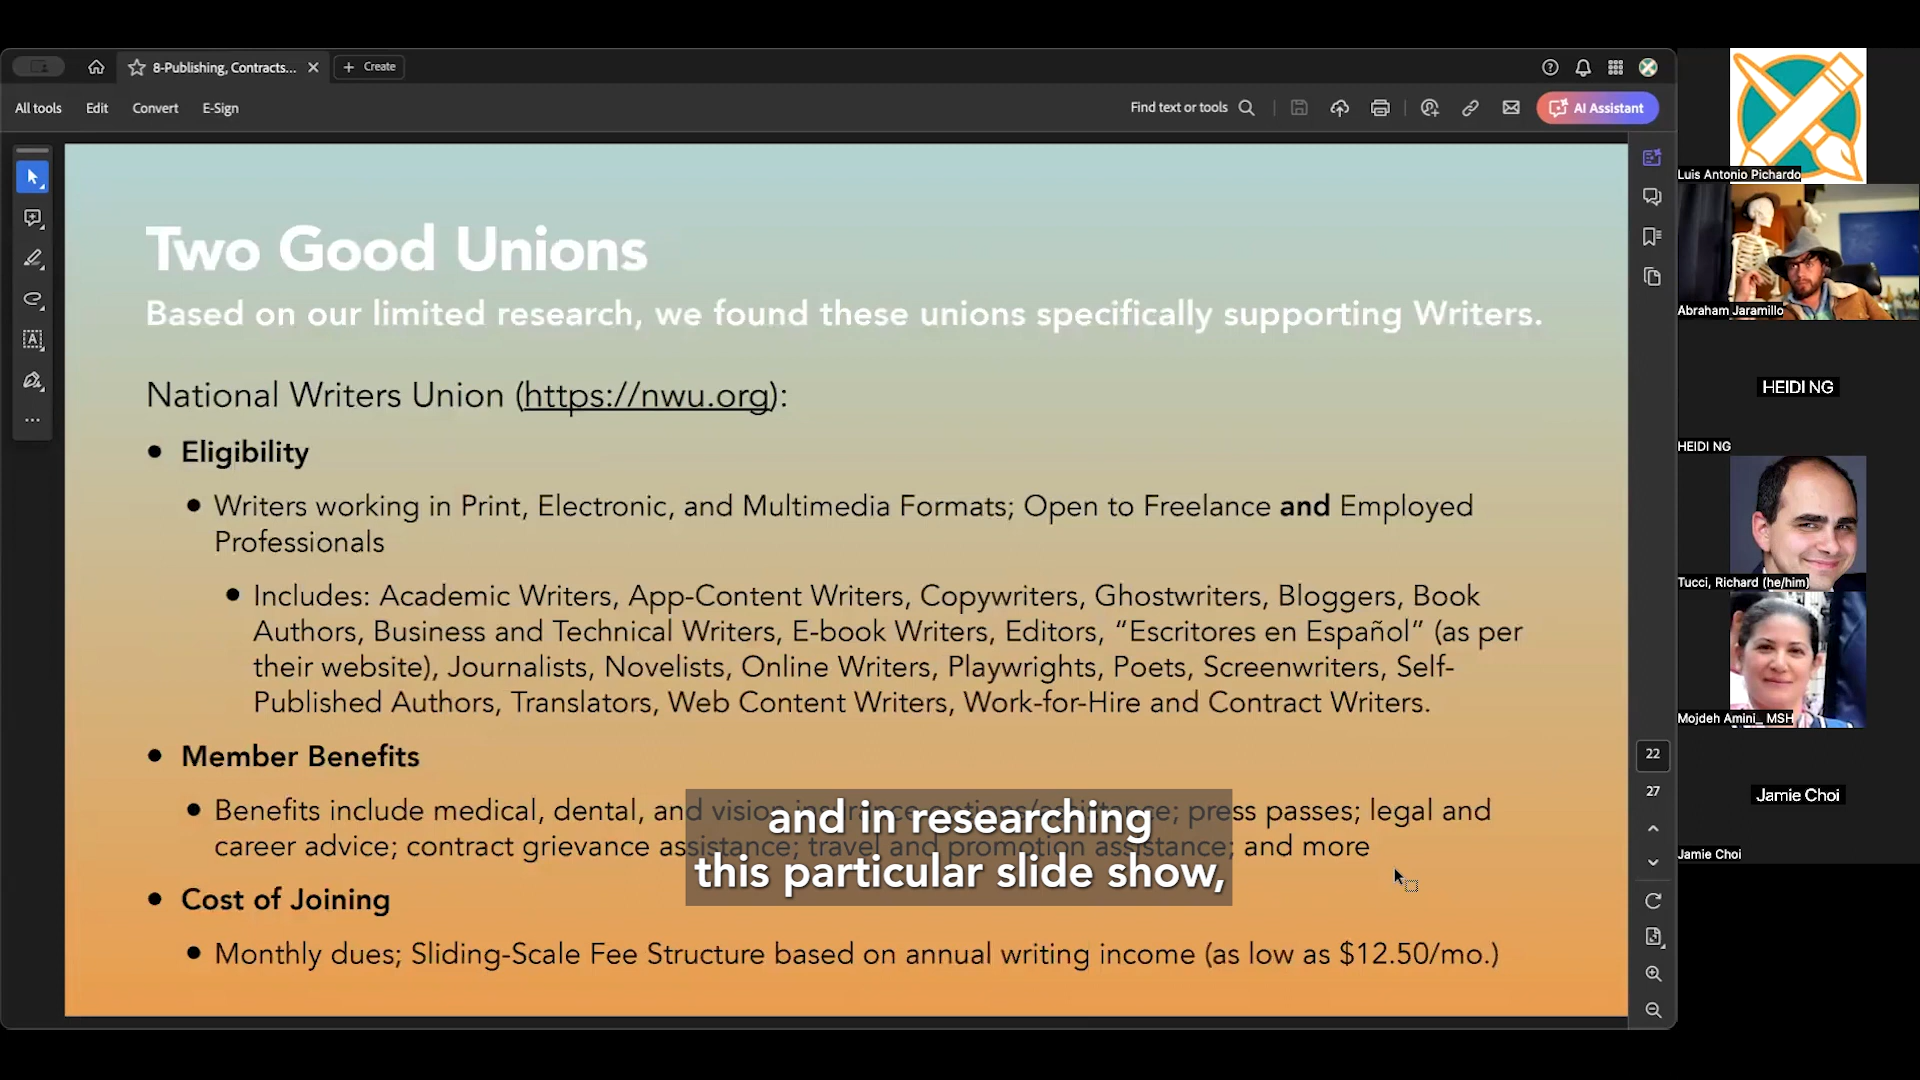 8-Publishing, Contracts...
Create
All tools
Edit
Convert
E-Sign
Find text or tools
AI Assistant
Two Good Unions
Based on our limited research, we found these unions specifically supporting Writers.
National Writers Union (https://nwu.org):
• Eligibility
• Writers working in Print, Electronic, and Multimedia Formats; Open to Freelance and Employed
Professionals
• Includes: Academic Writers, App-Content Writers, Copywriters, Ghostwriters, Bloggers, Book
Authors, Business and Technical Writers, E-book Writers, Editors, “Escritores en Español” (as per
their website), Journalists, Novelists, Online Writers, Playwrights, Poets, Screenwriters, Self-
Published Authors, Translators, Web Content Writers, Work-for-Hire and Contract Writers.
• Member Benefits
• Benefits include medical, dental, and vision insurance options/assistance; press passes; legal and
career advice; contract grievance assistance; travel and promotion assistance; and more
• Cost of Joining
• Monthly dues; Sliding-Scale Fee Structure based on annual writing income (as low as $12.50/mo.)
and in researching
this particular slide show,
22
27
Luis Antonio Pichardo
Abraham Jaramillo
HEIDI NG
HEIDI NG
Tucci, Richard (he/him)
Mojdeh Amini_ MSH
Jamie Choi
Jamie Choi